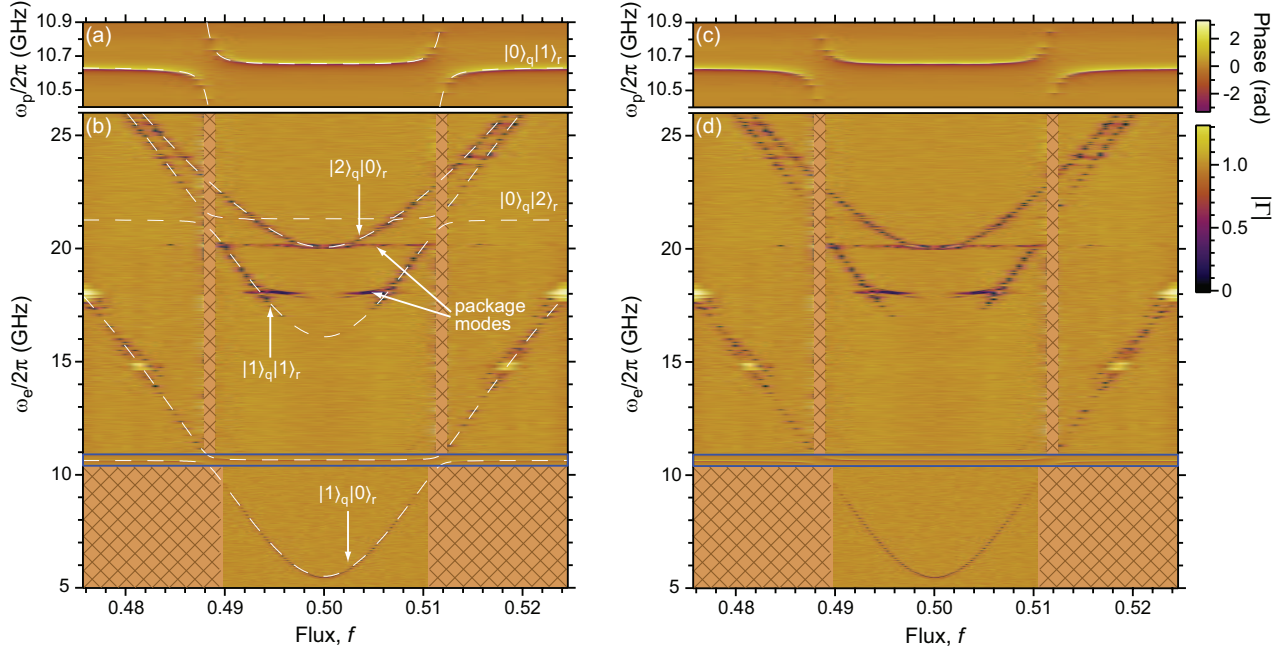 (a)
ωp/2π (GHz)
10.9
10.7
10.5
|0⟩q|1⟩r
(b)
ωe/2π (GHz)
25
20
15
10
5
|2⟩q|0⟩r
|0⟩q|2⟩r
package
modes
|1⟩q|1⟩r
|1⟩q|0⟩r
0.48
0.49
0.50
0.51
0.52
Flux, f
(c)
ωp/2π (GHz)
10.9
10.7
10.5
(d)
ωe/2π (GHz)
25
20
15
10
5
0.48
0.49
0.50
0.51
0.52
Flux, f
2
0
-2
Phase (rad)
1.0
0.5
0
|Γ|